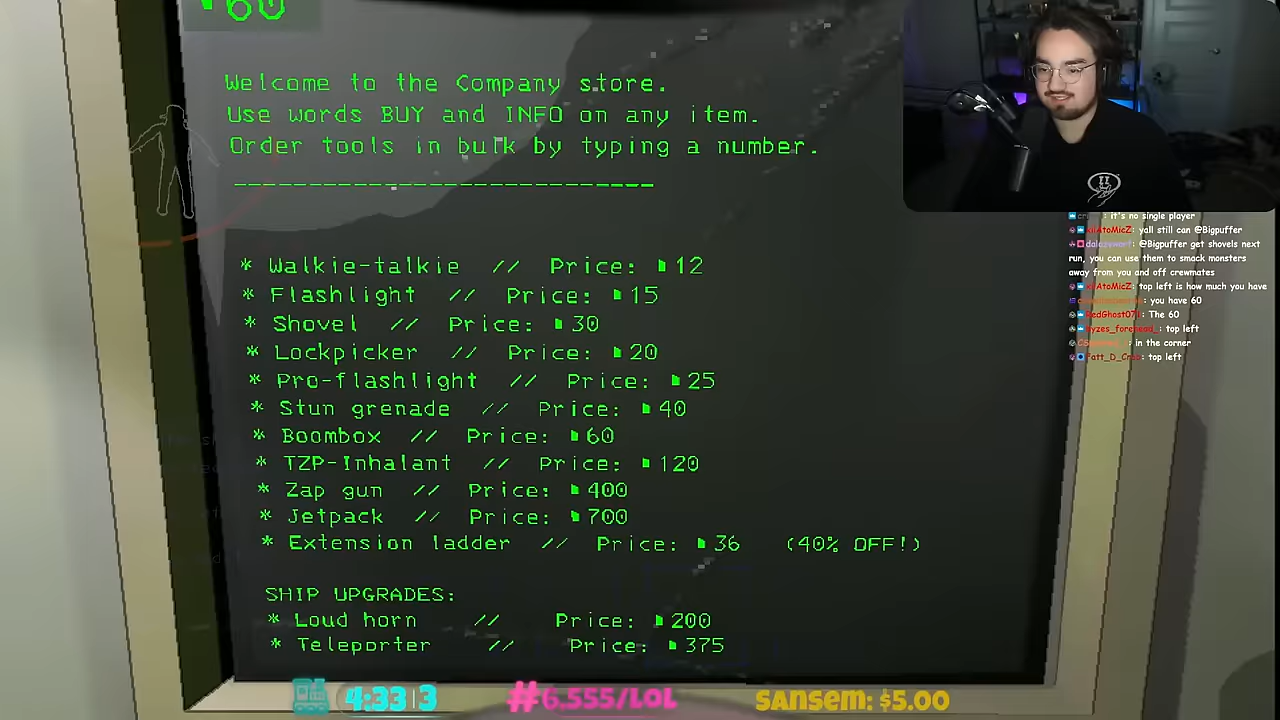 60
Welcome to the Company store.
Use words BUY and INFO on any item.
Order tools in bulk by typing a number.
----------------------------
* Walkie-talkie // Price: 12
* Flashlight // Price: 15
* Shovel // Price: 30
* Lockpicker // Price: 20
* Pro-flashlight // Price: 25
* Stun grenade // Price: 40
* Boombox // Price: 60
* TZP-Inhalant // Price: 120
* Zap gun // Price: 400
* Jetpack // Price: 700
* Extension ladder // Price: 36 (40% OFF!)
SHIP UPGRADES:
* Loud horn // Price: 200
* Teleporter // Price: 375
: it's no single player
: yall still can @Bigpuffer
: @Bigpuffer get shovels next
run, you can use them to smack monsters
away from you and off crewmates
: top left is how much you have
: you have 60
: The 60
: top left
: in the corner
: top left
4:33|3
#6,555/LOL
SANSEM: $5.00